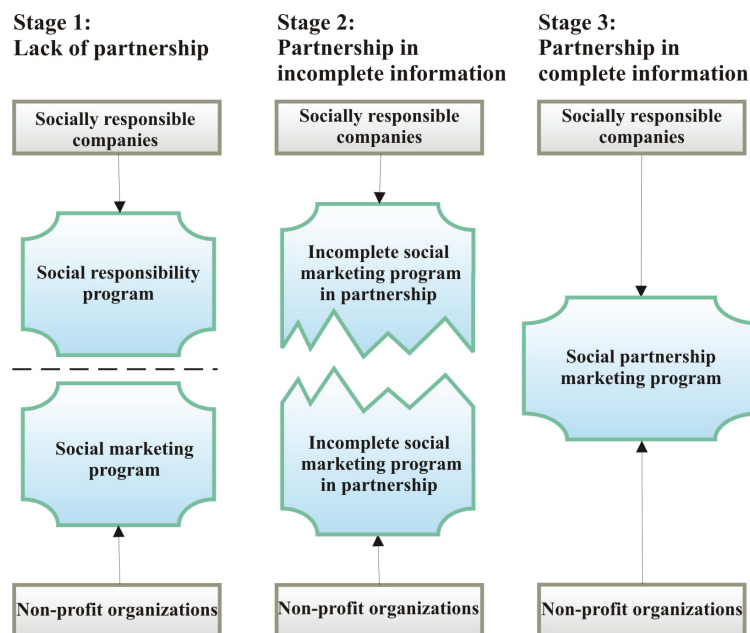 Stage 1:
Lack of partnership
Socially responsible
companies
Social responsibility
program
Social marketing
program
Non-profit organizations
Stage 2:
Partnership in
incomplete information
Socially responsible
companies
Incomplete social
marketing program
in partnership
Incomplete social
marketing program
in partnership
Non-profit organizations
Stage 3:
Partnership in
complete information
Socially responsible
companies
Social partnership
marketing program
Non-profit organizations